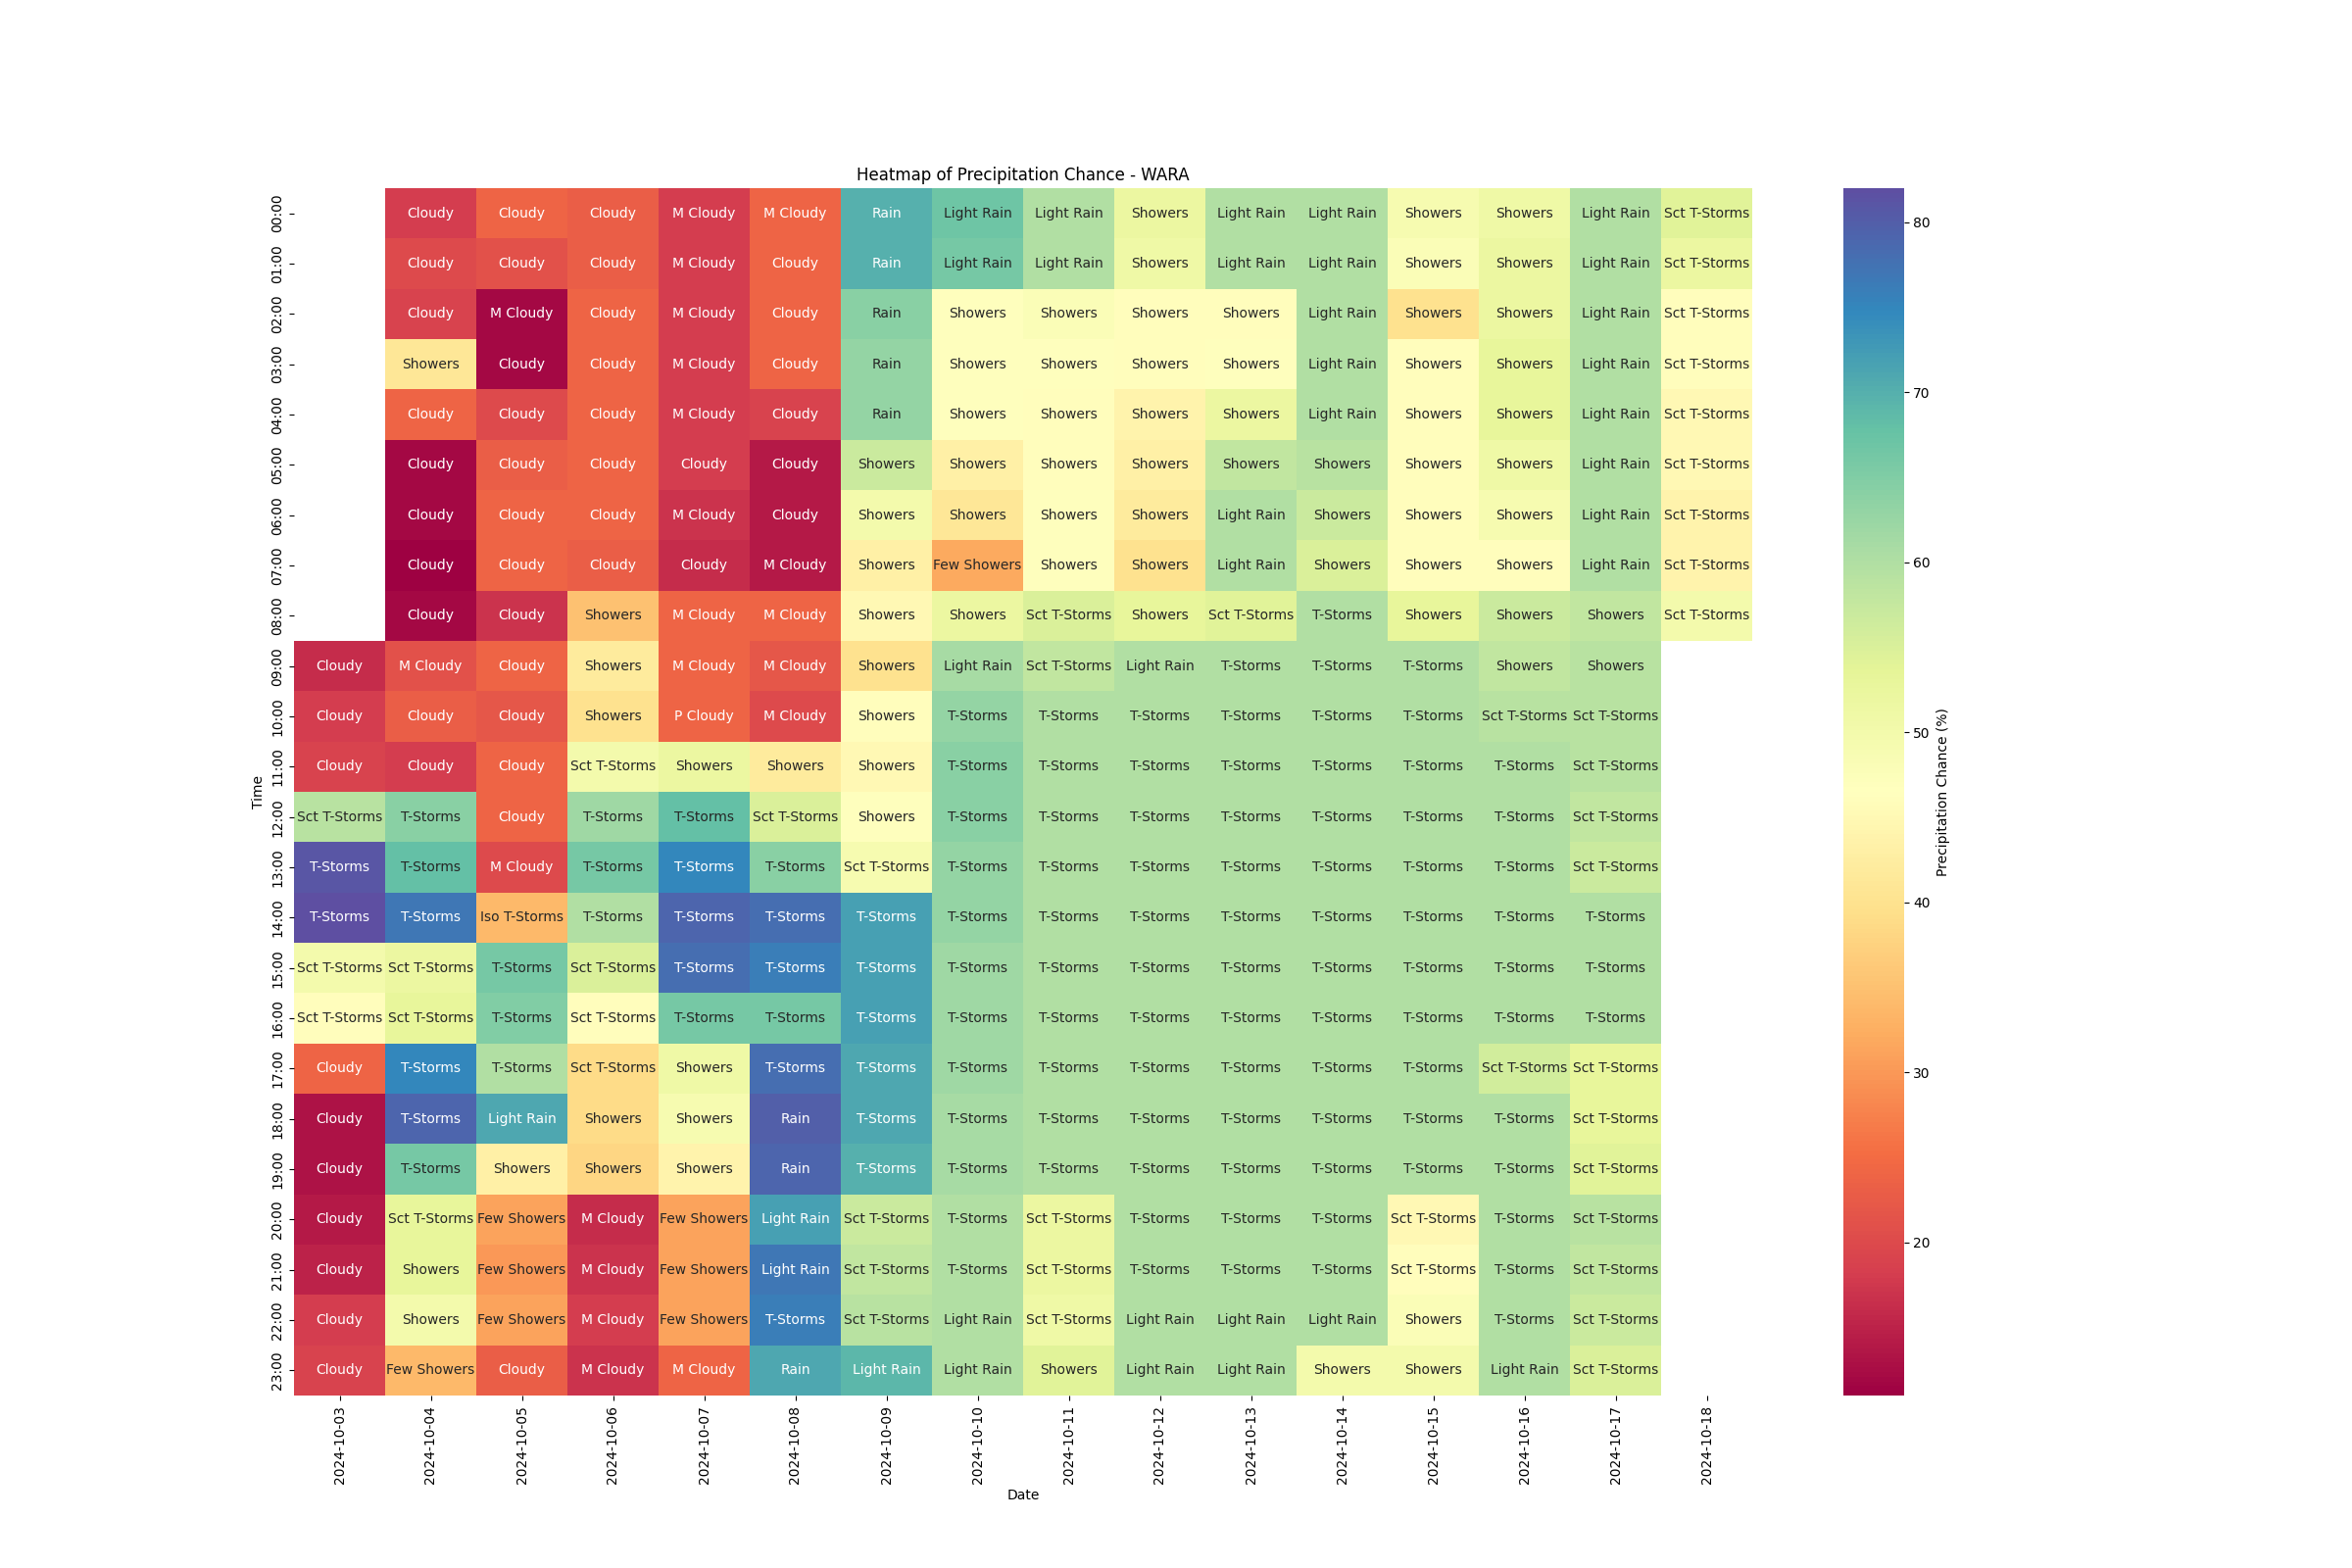 Heatmap of Precipitation Chance - WARA
00:00 Cloudy Cloudy Cloudy M Cloudy M Cloudy Rain Light Rain Light Rain Showers Light Rain Light Rain Showers Showers Light Rain Sct T-Storms
01:00 Cloudy Cloudy Cloudy M Cloudy Cloudy Rain Light Rain Light Rain Showers Light Rain Light Rain Showers Showers Light Rain Sct T-Storms
02:00 Cloudy M Cloudy Cloudy M Cloudy Cloudy Rain Showers Showers Showers Showers Light Rain Showers Showers Light Rain Sct T-Storms
03:00 Showers Cloudy Cloudy M Cloudy Cloudy Rain Showers Showers Showers Showers Light Rain Showers Showers Light Rain Sct T-Storms
04:00 Cloudy Cloudy Cloudy M Cloudy Cloudy Rain Showers Showers Showers Showers Light Rain Showers Showers Light Rain Sct T-Storms
05:00 Cloudy Cloudy Cloudy Cloudy Cloudy Showers Showers Showers Showers Showers Showers Showers Showers Light Rain Sct T-Storms
06:00 Cloudy Cloudy Cloudy M Cloudy Cloudy Showers Showers Showers Showers Light Rain Showers Showers Showers Light Rain Sct T-Storms
07:00 Cloudy Cloudy Cloudy Cloudy M Cloudy Showers Few Showers Showers Showers Light Rain Showers Showers Showers Light Rain Sct T-Storms
08:00 Cloudy Cloudy Showers M Cloudy M Cloudy Showers Showers Sct T-Storms Showers Sct T-Storms T-Storms Showers Showers Showers Sct T-Storms
09:00 Cloudy M Cloudy Cloudy Showers M Cloudy M Cloudy Showers Light Rain Sct T-Storms Light Rain T-Storms T-Storms T-Storms Showers Showers
10:00 Cloudy Cloudy Cloudy Showers P Cloudy M Cloudy Showers T-Storms T-Storms T-Storms T-Storms T-Storms T-Storms Sct T-Storms Sct T-Storms
11:00 Cloudy Cloudy Cloudy Sct T-Storms Showers Showers Showers T-Storms T-Storms T-Storms T-Storms T-Storms T-Storms T-Storms Sct T-Storms
12:00 Sct T-Storms T-Storms Cloudy T-Storms T-Storms Sct T-Storms Showers T-Storms T-Storms T-Storms T-Storms T-Storms T-Storms T-Storms Sct T-Storms
13:00 T-Storms T-Storms M Cloudy T-Storms T-Storms T-Storms Sct T-Storms T-Storms T-Storms T-Storms T-Storms T-Storms T-Storms T-Storms Sct T-Storms
14:00 T-Storms T-Storms Iso T-Storms T-Storms T-Storms T-Storms T-Storms T-Storms T-Storms T-Storms T-Storms T-Storms T-Storms T-Storms T-Storms
15:00 Sct T-Storms Sct T-Storms T-Storms Sct T-Storms T-Storms T-Storms T-Storms T-Storms T-Storms T-Storms T-Storms T-Storms T-Storms T-Storms T-Storms
16:00 Sct T-Storms Sct T-Storms T-Storms Sct T-Storms T-Storms T-Storms T-Storms T-Storms T-Storms T-Storms T-Storms T-Storms T-Storms T-Storms T-Storms
17:00 Cloudy T-Storms T-Storms Sct T-Storms Showers T-Storms T-Storms T-Storms T-Storms T-Storms T-Storms T-Storms T-Storms Sct T-Storms Sct T-Storms
18:00 Cloudy T-Storms Light Rain Showers Showers Rain T-Storms T-Storms T-Storms T-Storms T-Storms T-Storms T-Storms T-Storms Sct T-Storms
19:00 Cloudy T-Storms Showers Showers Showers Rain T-Storms T-Storms T-Storms T-Storms T-Storms T-Storms T-Storms T-Storms Sct T-Storms
20:00 Cloudy Sct T-Storms Few Showers M Cloudy Few Showers Light Rain Sct T-Storms T-Storms Sct T-Storms T-Storms T-Storms T-Storms Sct T-Storms T-Storms Sct T-Storms
21:00 Cloudy Showers Few Showers M Cloudy Few Showers Light Rain Sct T-Storms T-Storms Sct T-Storms T-Storms T-Storms T-Storms Sct T-Storms T-Storms Sct T-Storms
22:00 Cloudy Showers Few Showers M Cloudy Few Showers T-Storms Sct T-Storms Light Rain Sct T-Storms Light Rain Light Rain Light Rain Showers T-Storms Sct T-Storms
23:00 Cloudy Few Showers Cloudy M Cloudy M Cloudy Rain Light Rain Light Rain Showers Light Rain Light Rain Showers Showers Light Rain Sct T-Storms
Time
2024-10-03 2024-10-04 2024-10-05 2024-10-06 2024-10-07 2024-10-08 2024-10-09 2024-10-10 2024-10-11 2024-10-12 2024-10-13 2024-10-14 2024-10-15 2024-10-16 2024-10-17 2024-10-18
Date
80
70
60
50
40
30
20
Precipitation Chance (%)